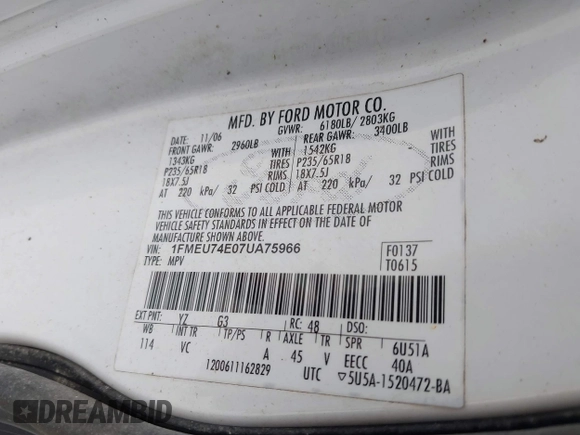 MFD. BY FORD MOTOR CO.
DATE: 11/06 GVWR: 6180LB/ 2803KG
FRONT GAWR: 2960LB REAR GAWR: 3400LB
1343KG WITH 1542KG WITH
P235/65R18 TIRES P235/65R18 TIRES
18X7.5J RIMS 18X7.5J RIMS
AT 220 kPa/ 32 PSI COLD AT 220 kPa/ 32 PSI COLD
THIS VEHICLE CONFORMS TO ALL APPLICABLE FEDERAL MOTOR
VEHICLE SAFETY STANDARDS IN EFFECT ON THE DATE OF
MANUFACTURE SHOWN ABOVE.
VIN: 1FMEU74E07UA75966
TYPE: MPV
F0137
T0615
EXT PNT: YZ G3 RC: 48 DSO:
WB INT TR TP/PS R AXLE TR SPR 6U51A
114 VC A 45 V EECC 40A
1200611162829 UTC ▽5U5A-1520472-BA
DREAMBID